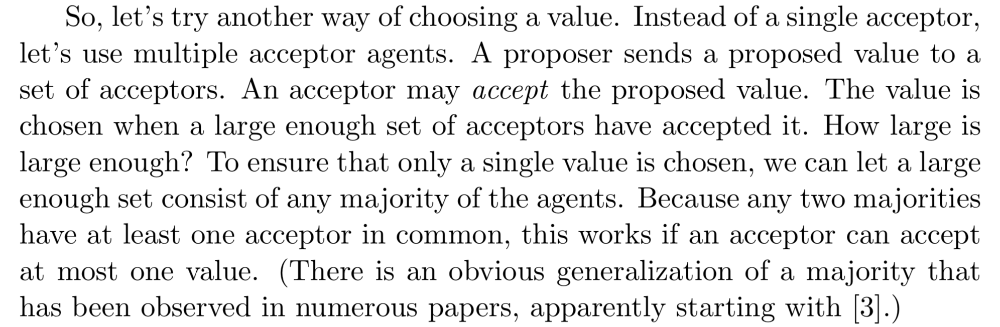 So, let’s try another way of choosing a value. Instead of a single acceptor,
let’s use multiple acceptor agents. A proposer sends a proposed value to a
set of acceptors. An acceptor may accept the proposed value. The value is
chosen when a large enough set of acceptors have accepted it. How large is
large enough? To ensure that only a single value is chosen, we can let a large
enough set consist of any majority of the agents. Because any two majorities
have at least one acceptor in common, this works if an acceptor can accept
at most one value. (There is an obvious generalization of a majority that
has been observed in numerous papers, apparently starting with [3].)